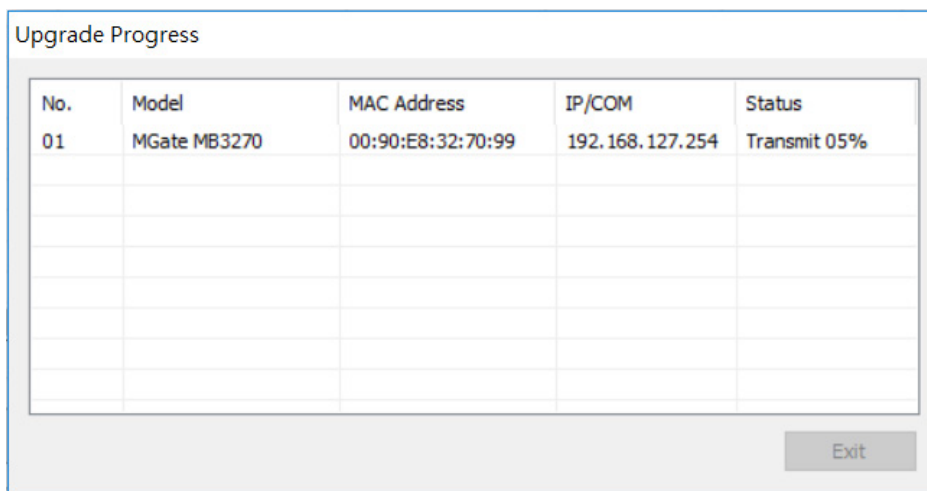 Upgrade Progress
No. Model MAC Address IP/COM Status
01 MGate MB3270 00:90:E8:32:70:99 192.168.127.254 Transmit 05%
Exit